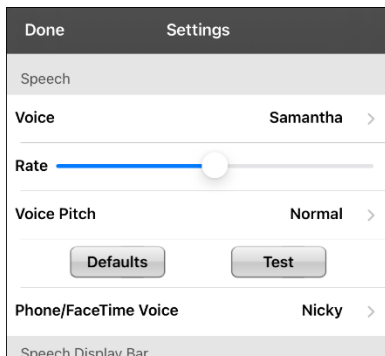 Done Settings
Speech
Voice Samantha
Rate
Voice Pitch Normal
Defaults Test
Phone/FaceTime Voice Nicky
Speech Display Bar